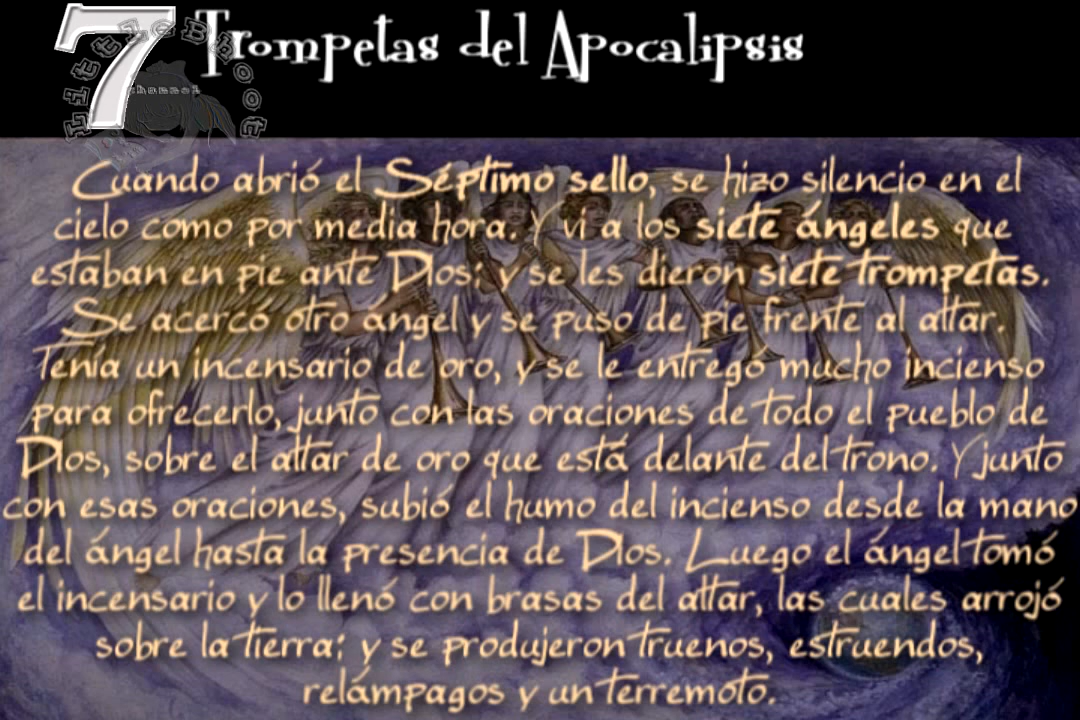 7 Trompetas del Apocalipsis
LittleBboot
channel
Cuando abrió el Séptimo sello, se hizo silencio en el
cielo como por media hora. Y vi a los siete ángeles que
estaban en pie ante Dios; y se les dieron siete trompetas.
Se acercó otro ángel y se puso de pie frente al altar.
Tenía un incensario de oro, y se le entregó mucho incienso
para ofrecerlo, junto con las oraciones de todo el pueblo de
Dios, sobre el altar de oro que está delante del trono. Y junto
con esas oraciones, subió el humo del incienso desde la mano
del ángel hasta la presencia de Dios. Luego el ángel tomó
el incensario y lo llenó con brasas del altar, las cuales arrojó
sobre la tierra; y se produjeron truenos, estruendos,
relámpagos y un terremoto.